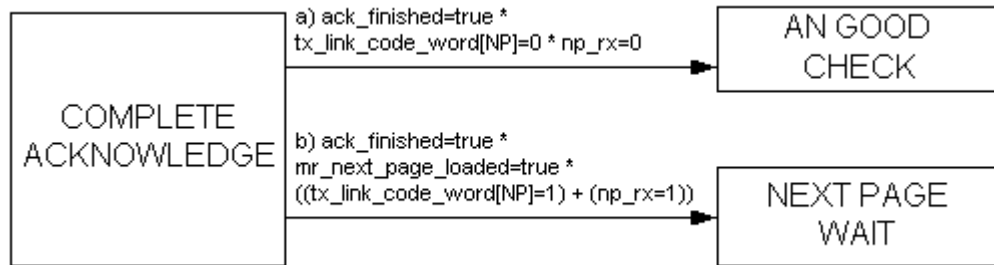 a) ack_finished=true *
tx_link_code_word[NP]=0 * np_rx=0
AN GOOD
CHECK
COMPLETE
ACKNOWLEDGE
b) ack_finished=true *
mr_next_page_loaded=true *
((tx_link_code_word[NP]=1) + (np_rx=1))
NEXT PAGE
WAIT